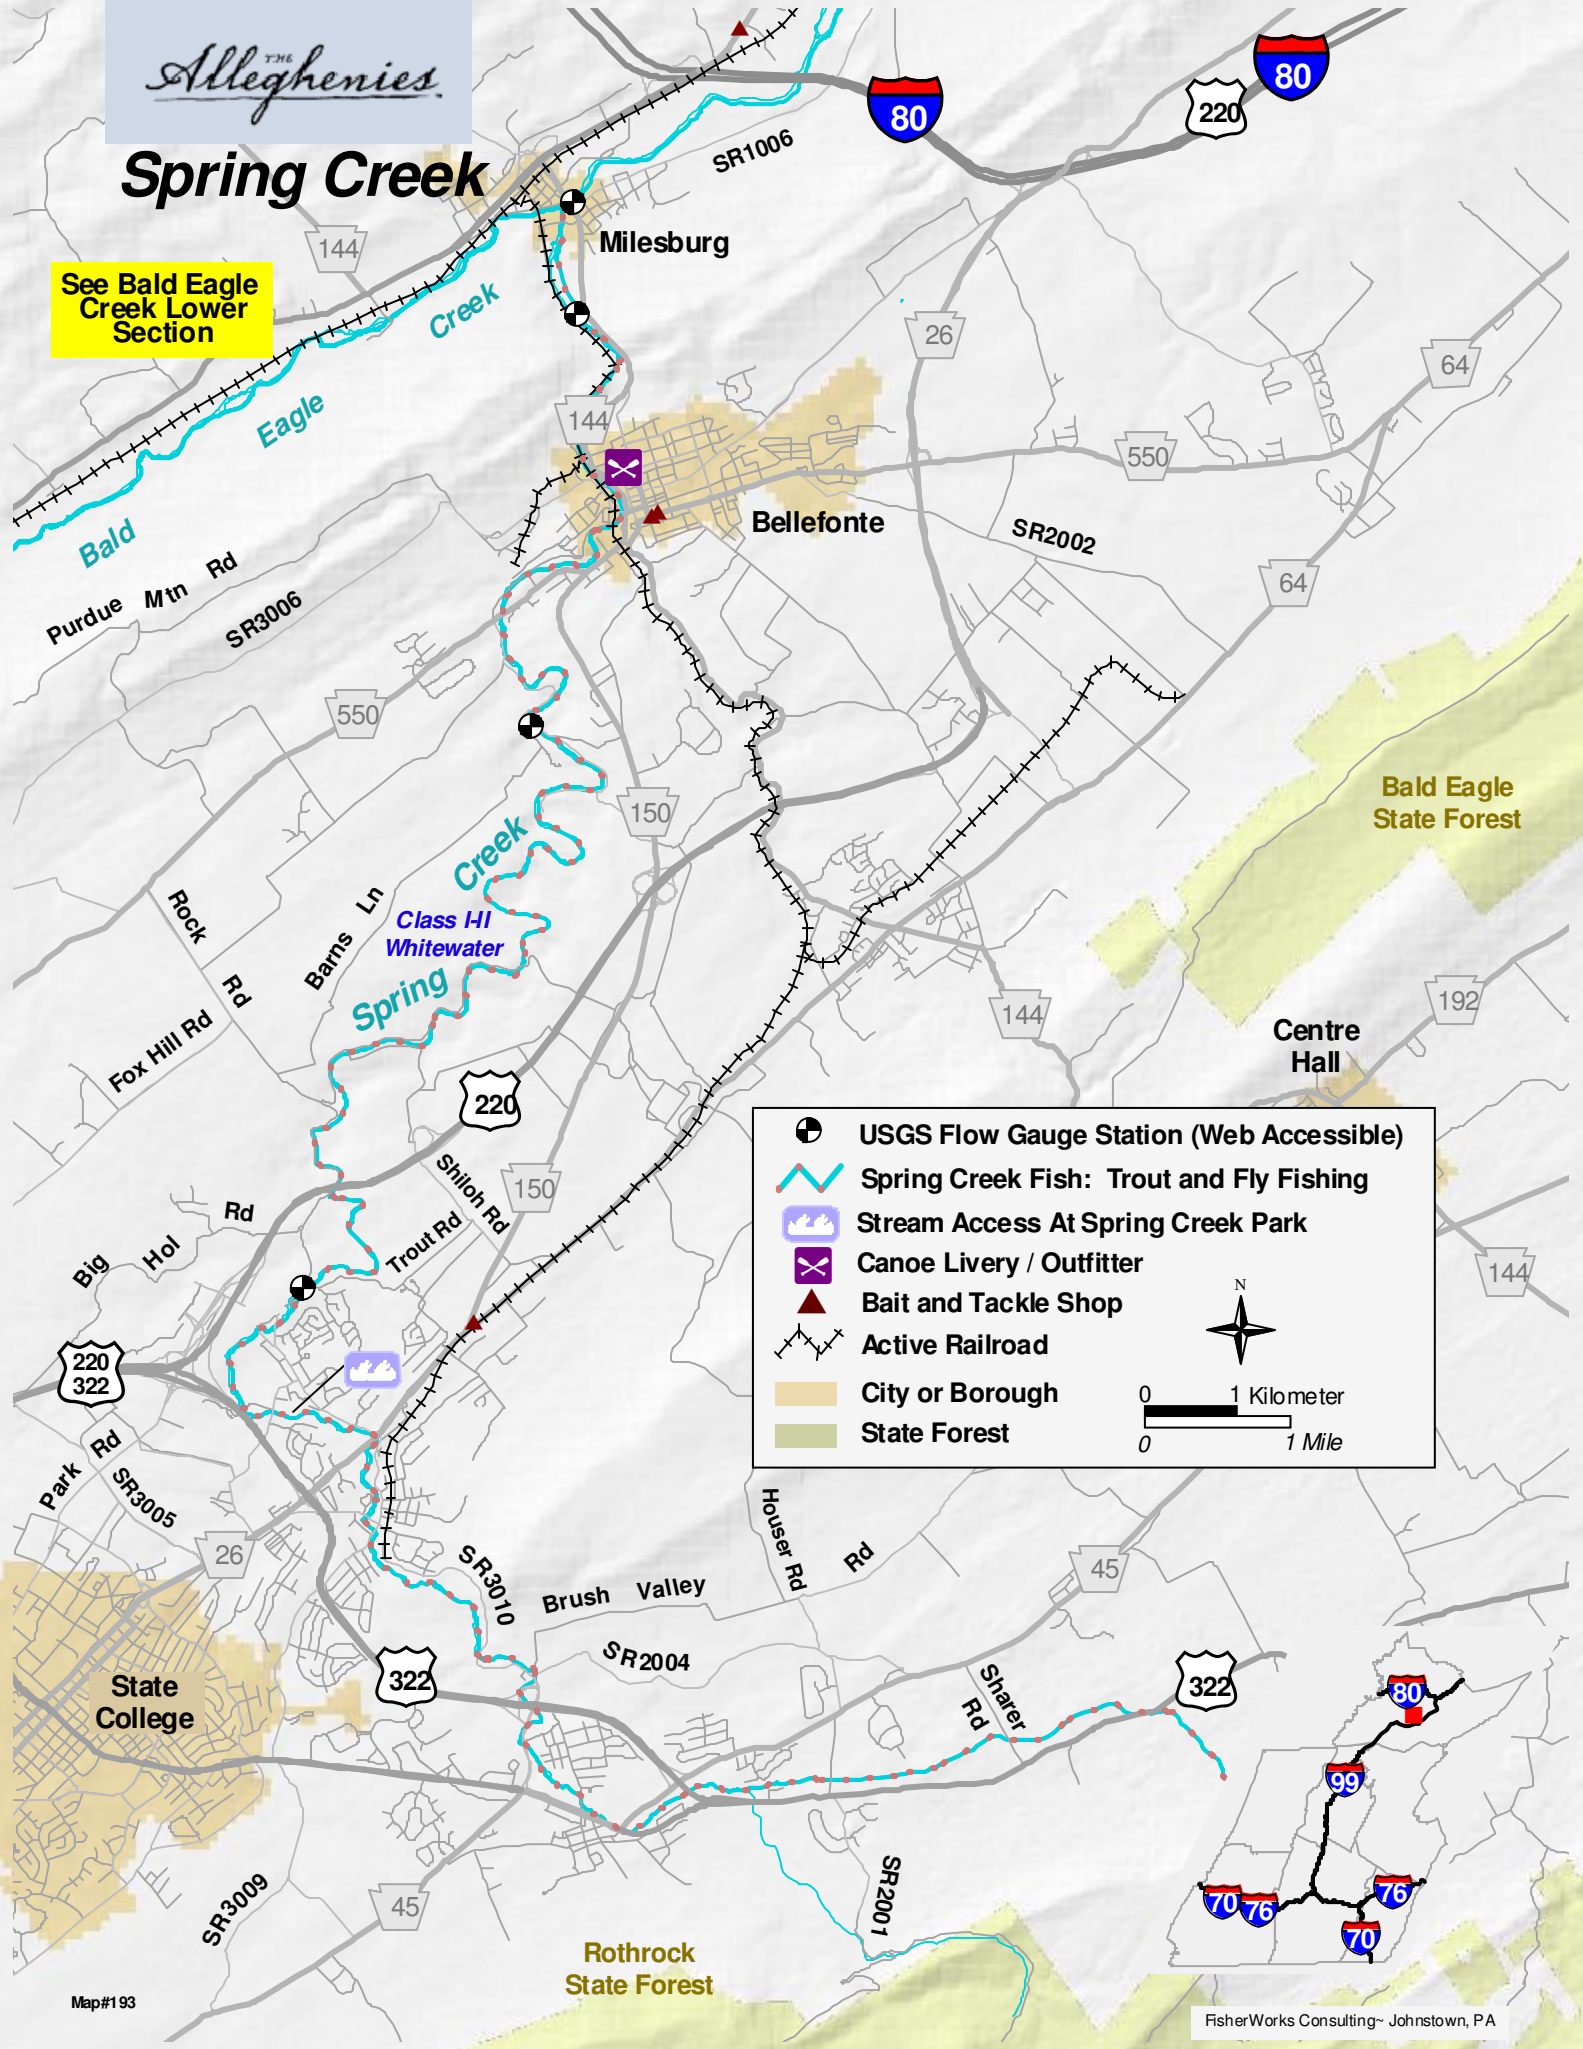 THE
Alleghenies
Spring Creek
80
80
220
SR1006
144
Milesburg
See Bald Eagle
Creek Lower
Section
Creek
Eagle
Bald
26
64
144
550
Bellefonte
SR2002
64
Purdue Mtn Rd
SR3006
550
150
Bald Eagle
State Forest
Creek
Class I-II
Whitewater
Spring
Rock
Rd
Barns Ln
Fox Hill Rd
144
192
Centre
Hall
220
Shiloh Rd
150
Trout Rd
Big Hol Rd
144
USGS Flow Gauge Station (Web Accessible)
Spring Creek Fish: Trout and Fly Fishing
Stream Access At Spring Creek Park
Canoe Livery / Outfitter
Bait and Tackle Shop
Active Railroad
City or Borough
State Forest
N
0 1 Kilometer
0 1 Mile
220
322
Park Rd
SR3005
26
SR3010
Brush Valley Rd
Houser Rd
45
SR2004
322
Sharer
Rd
322
State
College
SR3009
45
SR2001
Rothrock
State Forest
80
99
70
76
76
70
Map#193
FisherWorks Consulting~ Johnstown, PA